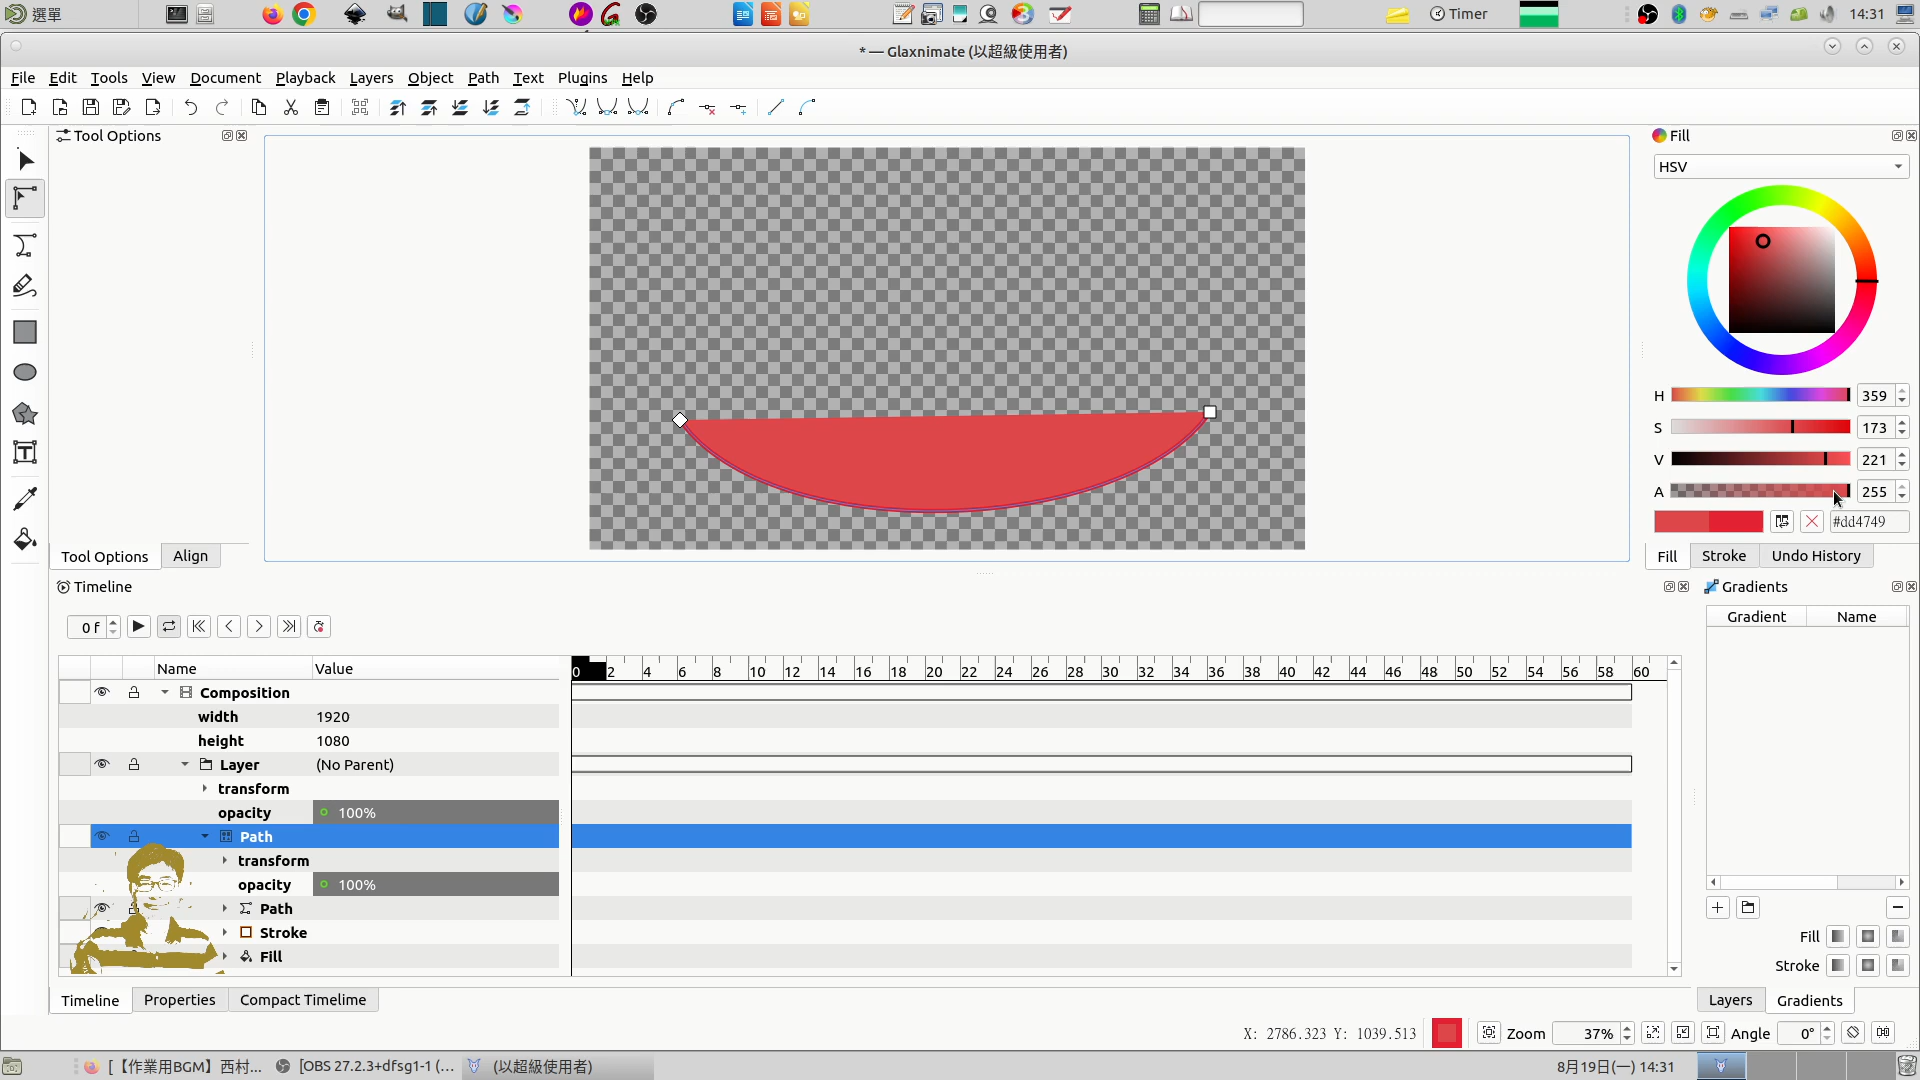 選單
Timer
14:31
* — Glaxnimate (以超級使用者)
File Edit Tools View Document Playback Layers Object Path Text Plugins Help
Tool Options
Fill
HSV
H 359
S 173
V 221
A 255
#dd4749
Tool Options Align
Fill Stroke Undo History
Timeline
Gradients
0 f
Gradient Name
Name Value
0 2 4 6 8 10 12 14 16 18 20 22 24 26 28 30 32 34 36 38 40 42 44 46 48 50 52 54 56 58 60
Composition
width 1920
height 1080
Layer (No Parent)
transform
opacity 100%
Path
transform
opacity 100%
Path
Stroke
Fill
Fill
Stroke
Timeline Properties Compact Timeline
Layers Gradients
X: 2786.323 Y: 1039.513
Zoom 37%
Angle 0°
[【作業用BGM】西村...
[OBS 27.2.3+dfsg1-1 (...
(以超級使用者)
8月19日(一) 14:31